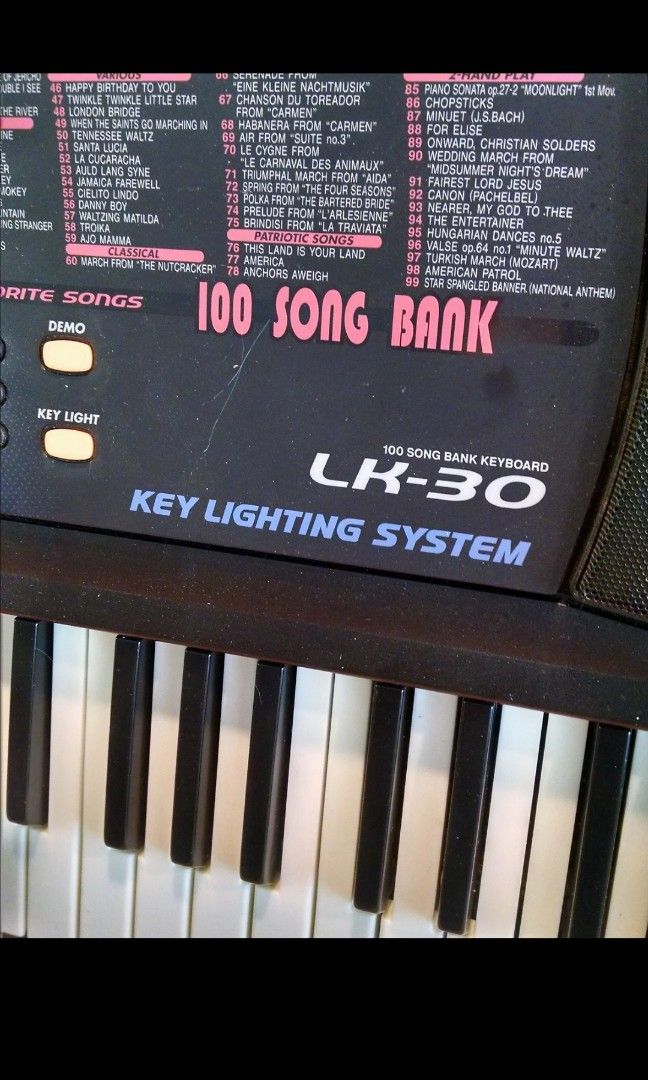 OF JERICHO
OUBLE I SEE
THE RIVER
VARIOUS
46 HAPPY BIRTHDAY TO YOU
47 TWINKLE TWINKLE LITTLE STAR
48 LONDON BRIDGE
49 WHEN THE SAINTS GO MARCHING IN
50 TENNESSEE WALTZ
51 SANTA LUCIA
52 LA CUCARACHA
53 AULD LANG SYNE
54 JAMAICA FAREWELL
55 CIELITO LINDO
56 DANNY BOY
57 WALTZING MATILDA
58 TROIKA
59 AJO MAMMA
CLASSICAL
60 MARCH FROM "THE NUTCRACKER"
66 SERENADE FROM
"EINE KLEINE NACHTMUSIK"
67 CHANSON DU TOREADOR
FROM "CARMEN"
68 HABANERA FROM "CARMEN"
69 AIR FROM "SUITE no.3"
70 LE CYGNE FROM
"LE CARNAVAL DES ANIMAUX"
71 TRIUMPHAL MARCH FROM "AIDA"
72 SPRING FROM "THE FOUR SEASONS"
73 POLKA FROM "THE BARTERED BRIDE"
74 PRELUDE FROM "L'ARLESIENNE"
75 BRINDISI FROM "LA TRAVIATA"
PATRIOTIC SONGS
76 THIS LAND IS YOUR LAND
77 AMERICA
78 ANCHORS AWEIGH
2-HAND PLAY
85 PIANO SONATA op.27-2 "MOONLIGHT" 1st Mov.
86 CHOPSTICKS
87 MINUET (J.S.BACH)
88 FOR ELISE
89 ONWARD, CHRISTIAN SOLDERS
90 WEDDING MARCH FROM
"MIDSUMMER NIGHT'S DREAM"
91 FAIREST LORD JESUS
92 CANON (PACHELBEL)
93 NEARER, MY GOD TO THEE
94 THE ENTERTAINER
95 HUNGARIAN DANCES no.5
96 VALSE op.64 no.1 "MINUTE WALTZ"
97 TURKISH MARCH (MOZART)
98 AMERICAN PATROL
99 STAR SPANGLED BANNER (NATIONAL ANTHEM)
ORITE SONGS
100 SONG BANK
DEMO
KEY LIGHT
100 SONG BANK KEYBOARD
LK-30
KEY LIGHTING SYSTEM